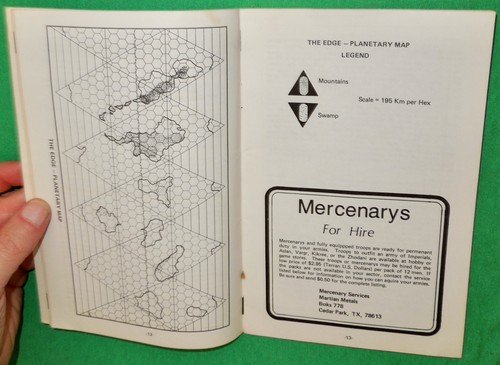 THE EDGE — PLANETARY MAP
-12-
THE EDGE — PLANETARY MAP
LEGEND
Mountains
Scale = 195 Km per Hex
Swamp
Mercenarys
For Hire
Mercenarys and fully equipped troops are ready for permanent
duty in your armies. Troops to outfit an army of Imperials,
Aslan, Vargr, K'kree, or the Zhodani are available at hobby or
game stores. These troops or mercenarys may be hired for the
low price of $2.95 (Terran U.S. Dollars) per pack of 12 men. If
the packs are not available in your sector, contact the service
listed below for information on how you can aquire your armies.
Be sure and send $0.50 for the complete listing.
Mercenary Services
Martian Metals
Boks 778
Cedar Park, TX, 78613
-13-